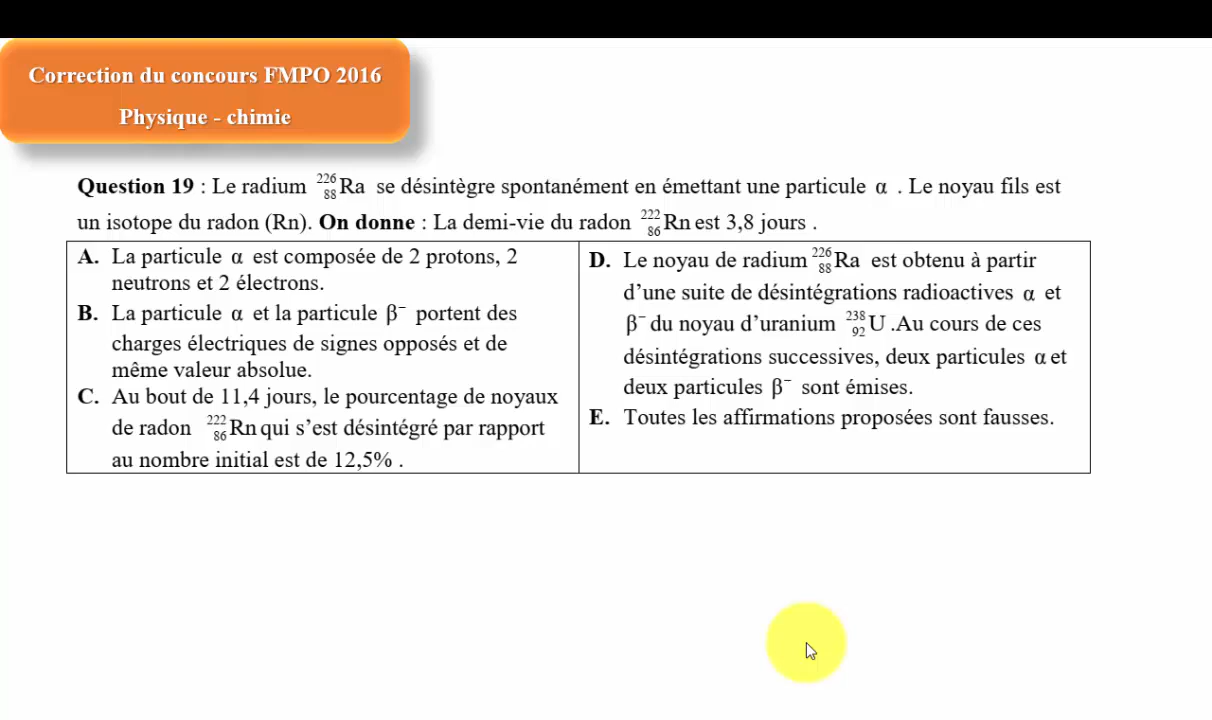 Correction du concours FMPO 2016
Physique - chimie
Question 19 : Le radium ²²⁶₈₈Ra se désintègre spontanément en émettant une particule α . Le noyau fils est
un isotope du radon (Rn). On donne : La demi-vie du radon ²²²₈₆Rn est 3,8 jours .
A. La particule α est composée de 2 protons, 2
neutrons et 2 électrons.
B. La particule α et la particule β⁻ portent des
charges électriques de signes opposés et de
même valeur absolue.
C. Au bout de 11,4 jours, le pourcentage de noyaux
de radon ²²²₈₆Rn qui s'est désintégré par rapport
au nombre initial est de 12,5% .
D. Le noyau de radium ²²⁶₈₈Ra est obtenu à partir
d'une suite de désintégrations radioactives α et
β⁻ du noyau d'uranium ²³⁸₉₂U .Au cours de ces
désintégrations successives, deux particules α et
deux particules β⁻ sont émises.
E. Toutes les affirmations proposées sont fausses.